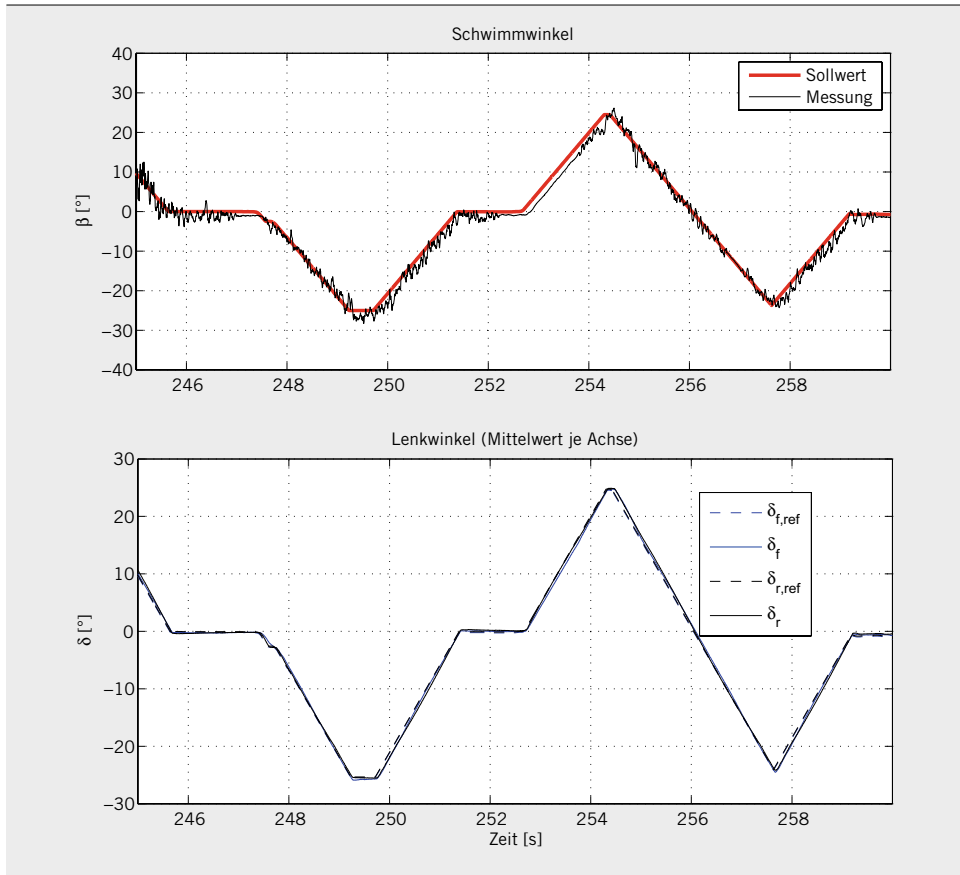 Schwimmwinkel
40
30
20
10
0
−10
−20
−30
−40
β [°]
Sollwert
Messung
246 248 250 252 254 256 258
Lenkwinkel (Mittelwert je Achse)
30
20
10
0
−10
−20
−30
δ [°]
δf,ref
δf
δr,ref
δr
246 248 250 252 254 256 258
Zeit [s]